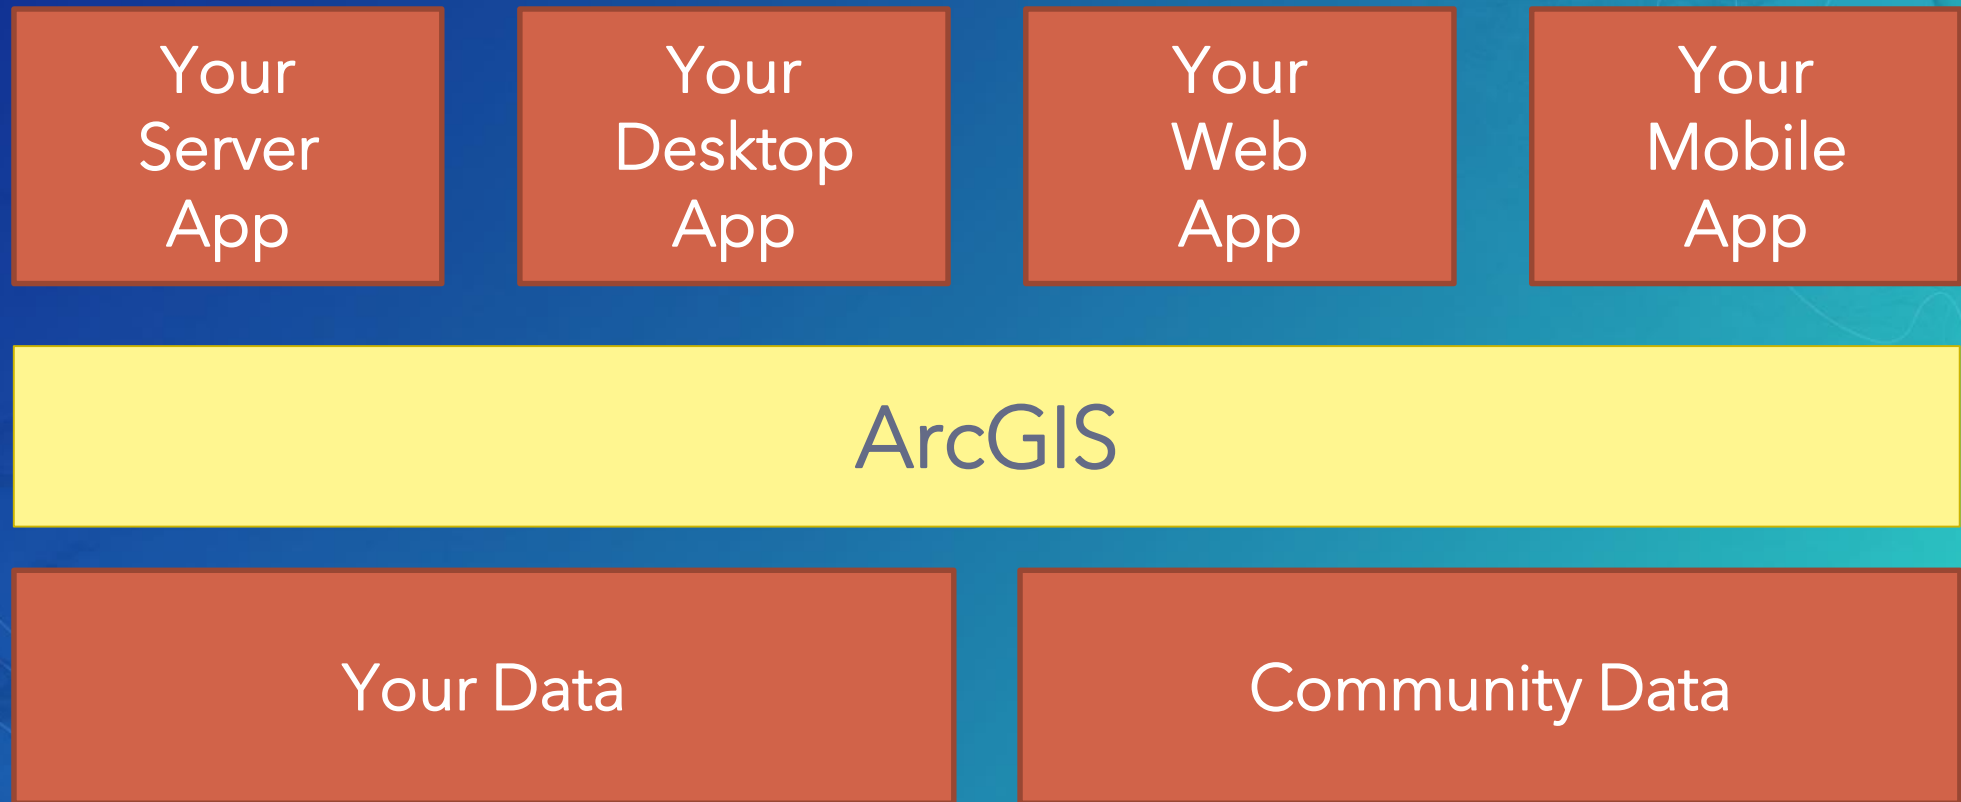 Your
Server
App
Your
Desktop
App
Your
Web
App
Your
Mobile
App
ArcGIS
Your Data
Community Data